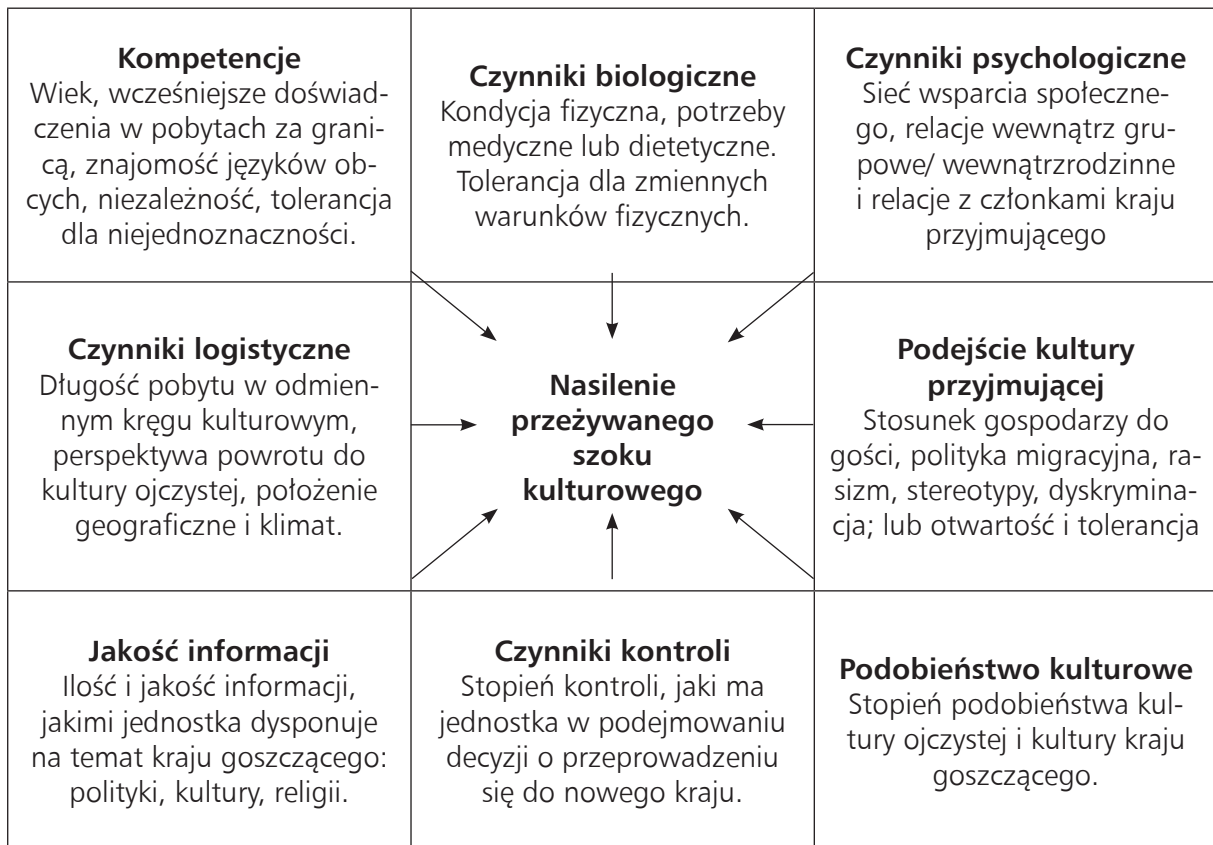 Kompetencje
Wiek, wcześniejsze doświad-
czenia w pobytach za grani-
cą, znajomość języków ob-
cych, niezależność, tolerancja
dla niejednoznaczności.
Czynniki biologiczne
Kondycja fizyczna, potrzeby
medyczne lub dietetyczne.
Tolerancja dla zmiennych
warunków fizycznych.
Czynniki psychologiczne
Sieć wsparcia społeczne-
go, relacje wewnątrz gru-
powe/ wewnątrzrodzinne
i relacje z członkami kraju
przyjmującego
Czynniki logistyczne
Długość pobytu w odmien-
nym kręgu kulturowym,
perspektywa powrotu do
kultury ojczystej, położenie
geograficzne i klimat.
Nasilenie
przeżywanego
szoku
kulturowego
Podejście kultury
przyjmującej
Stosunek gospodarzy do
gości, polityka migracyjna, ra-
sizm, stereotypy, dyskrymina-
cja; lub otwartość i tolerancja
Jakość informacji
Ilość i jakość informacji,
jakimi jednostka dysponuje
na temat kraju goszczącego:
polityki, kultury, religii.
Czynniki kontroli
Stopień kontroli, jaki ma
jednostka w podejmowaniu
decyzji o przeprowadzeniu
się do nowego kraju.
Podobieństwo kulturowe
Stopień podobieństwa kul-
tury ojczystej i kultury kraju
goszczącego.